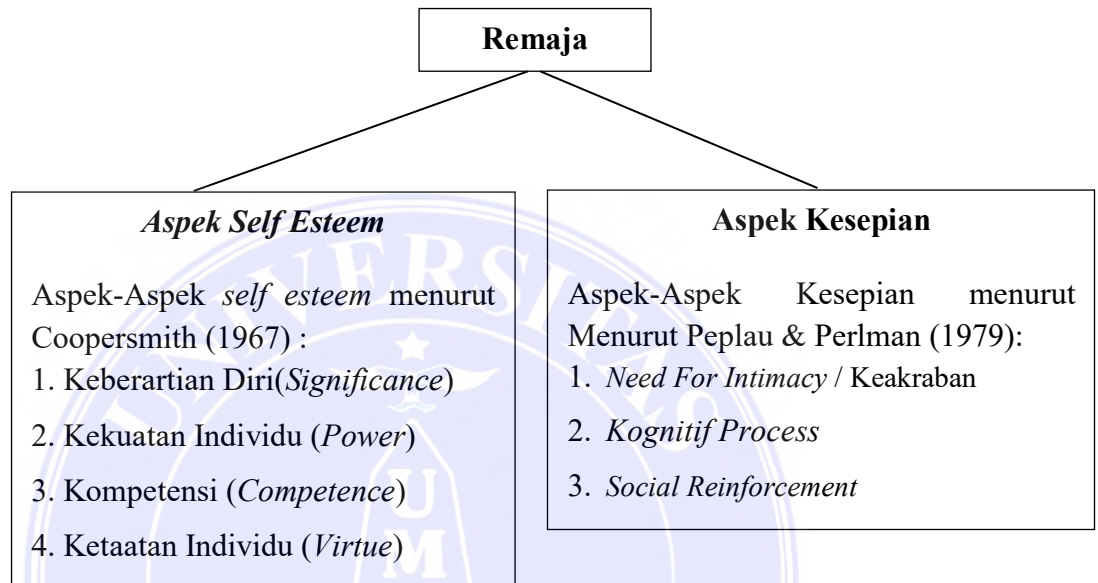 Remaja
Aspek Self Esteem
Aspek-Aspek self esteem menurut
Coopersmith (1967) :
1. Keberartian Diri(Significance)
2. Kekuatan Individu (Power)
3. Kompetensi (Competence)
4. Ketaatan Individu (Virtue)
Aspek Kesepian
Aspek-Aspek Kesepian menurut
Menurut Peplau & Perlman (1979):
1. Need For Intimacy / Keakraban
2. Kognitif Process
3. Social Reinforcement
UNIVERSITAS
U
M